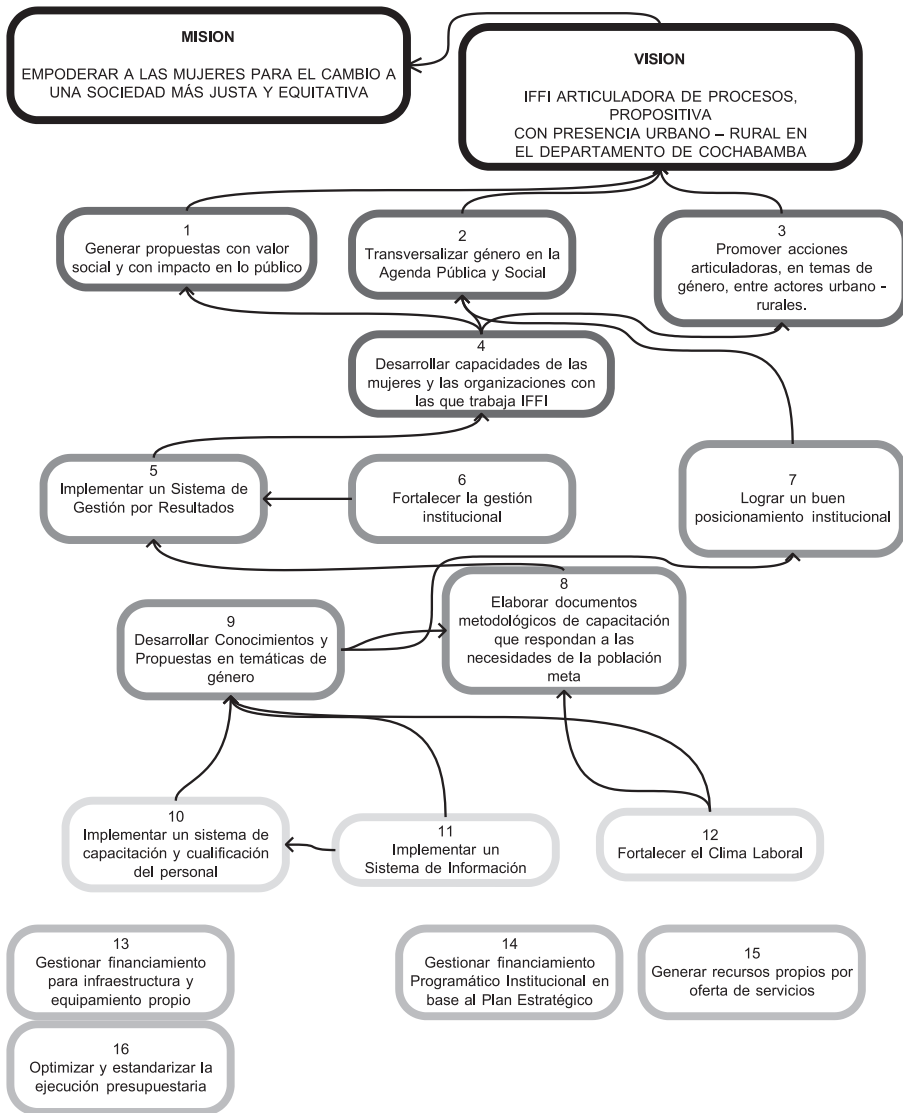 MISION
EMPODERAR A LAS MUJERES PARA EL CAMBIO A
UNA SOCIEDAD MÁS JUSTA Y EQUITATIVA
VISION
IFFI ARTICULADORA DE PROCESOS,
PROPOSITIVA
CON PRESENCIA URBANO – RURAL EN
EL DEPARTAMENTO DE COCHABAMBA
1
Generar propuestas con valor
social y con impacto en lo público
2
Transversalizar género en la
Agenda Pública y Social
3
Promover acciones
articuladoras, en temas de
género, entre actores urbano -
rurales.
4
Desarrollar capacidades de las
mujeres y las organizaciones con
las que trabaja IFFI
5
Implementar un Sistema de
Gestión por Resultados
6
Fortalecer la gestión
institucional
7
Lograr un buen
posicionamiento institucional
8
Elaborar documentos
metodológicos de capacitación
que respondan a las
necesidades de la población
meta
9
Desarrollar Conocimientos y
Propuestas en temáticas de
género
10
Implementar un sistema de
capacitación y cualificación
del personal
11
Implementar un
Sistema de Información
12
Fortalecer el Clima Laboral
13
Gestionar financiamiento
para infraestructura y
equipamiento propio
14
Gestionar financiamiento
Programático Institucional en
base al Plan Estratégico
15
Generar recursos propios por
oferta de servicios
16
Optimizar y estandarizar la
ejecución presupuestaria